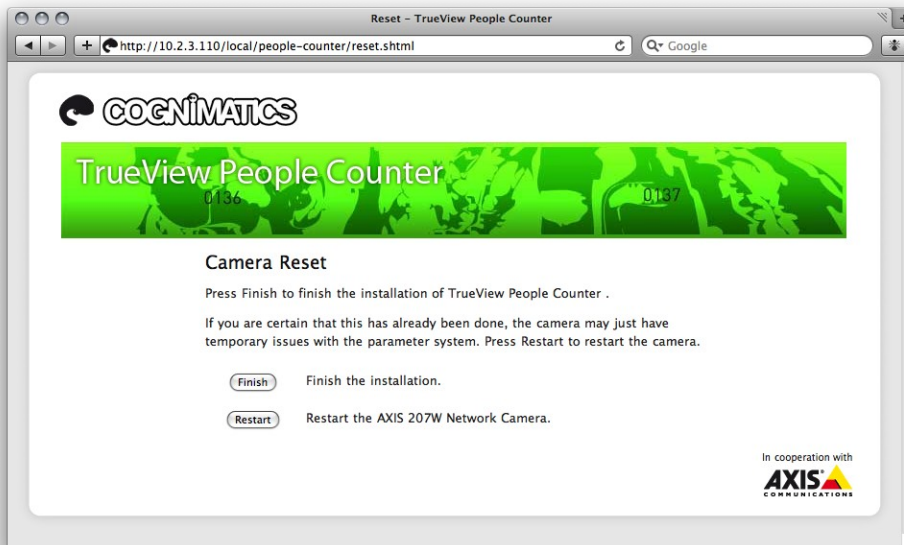 Reset – TrueView People Counter
http://10.2.3.110/local/people-counter/reset.shtml
Google
COGNIMATICS
TrueView People Counter
0136
0137
Camera Reset
Press Finish to finish the installation of TrueView People Counter .
If you are certain that this has already been done, the camera may just have
temporary issues with the parameter system. Press Restart to restart the camera.
Finish
Finish the installation.
Restart
Restart the AXIS 207W Network Camera.
In cooperation with
AXIS
COMMUNICATIONS